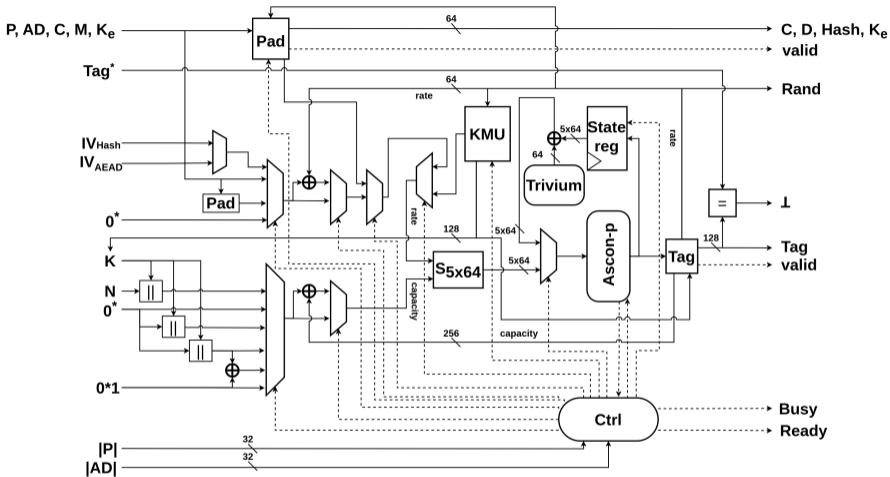 P, AD, C, M, Ke
Pad
64
C, D, Hash, Ke
valid
Tag*
64
Rand
rate
IVHash
IVAEAD
KMU
5x64
State
reg
rate
64
Trivium
Pad
=
⊥
0*
rate
128
5x64
Ascon-p
128
Tag
Tag
valid
K
S5x64
5x64
N
||
capacity
0*
||
256
capacity
||
0*1
Ctrl
Busy
Ready
|P|
32
|AD|
32